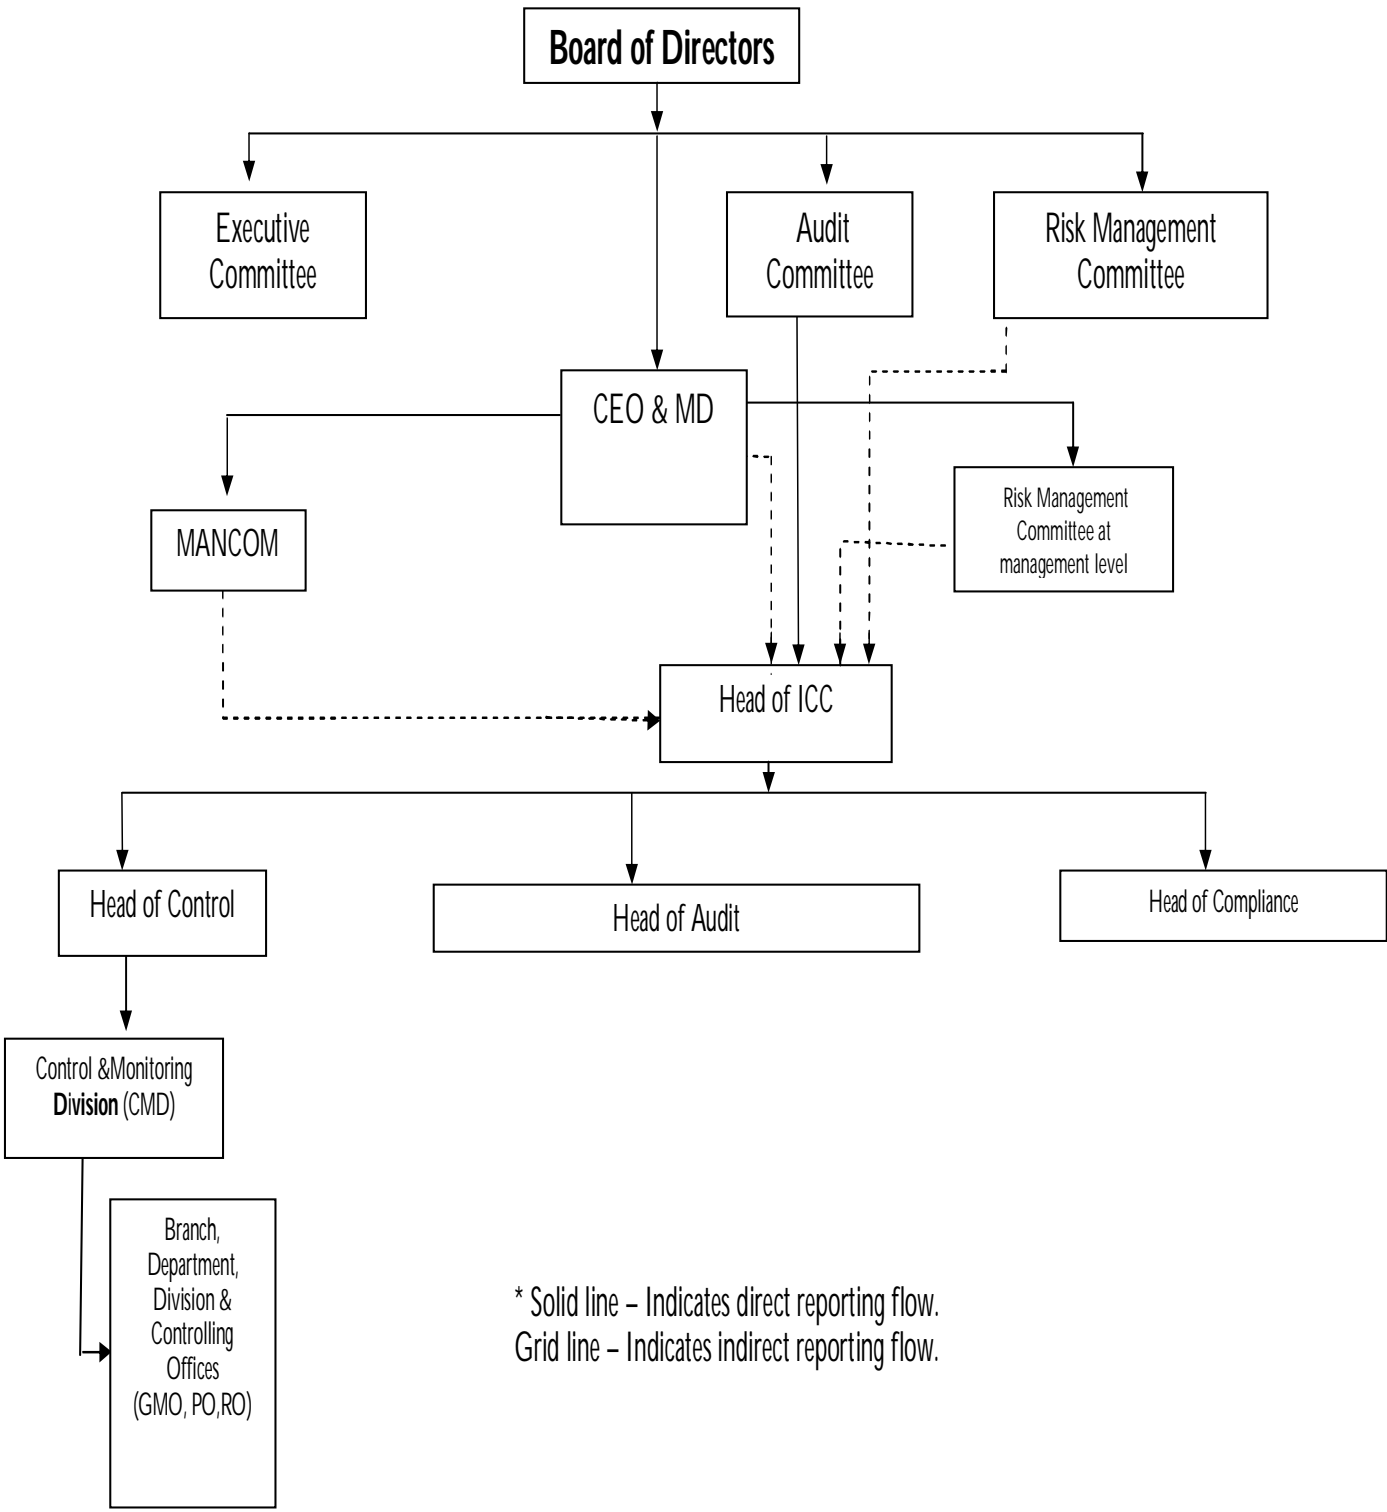 Board of Directors
Executive
Committee
Audit
Committee
Risk Management
Committee
CEO & MD
MANCOM
Risk Management
Committee at
management level
Head of ICC
Head of Control
Head of Audit
Head of Compliance
Control &Monitoring
Division (CMD)
Branch,
Department,
Division &
Controlling
Offices
(GMO, PO,RO)
* Solid line – Indicates direct reporting flow.
Grid line – Indicates indirect reporting flow.